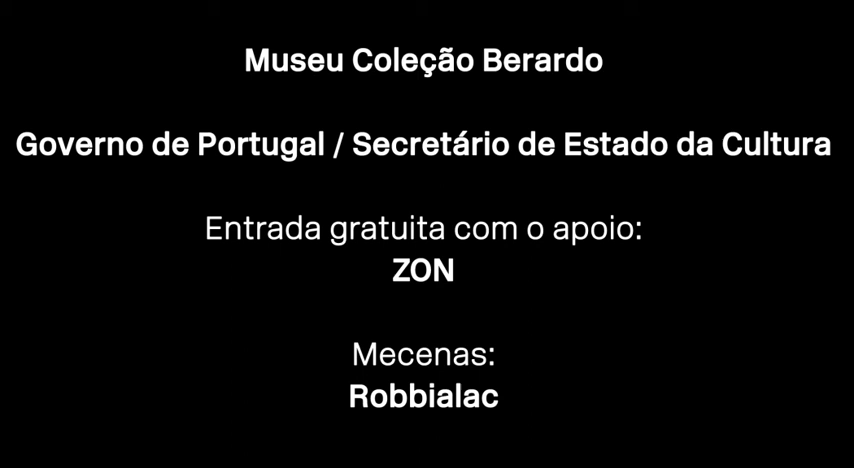 Museu Coleção Berardo
Governo de Portugal / Secretário de Estado da Cultura
Entrada gratuita com o apoio:
ZON
Mecenas:
Robbialac